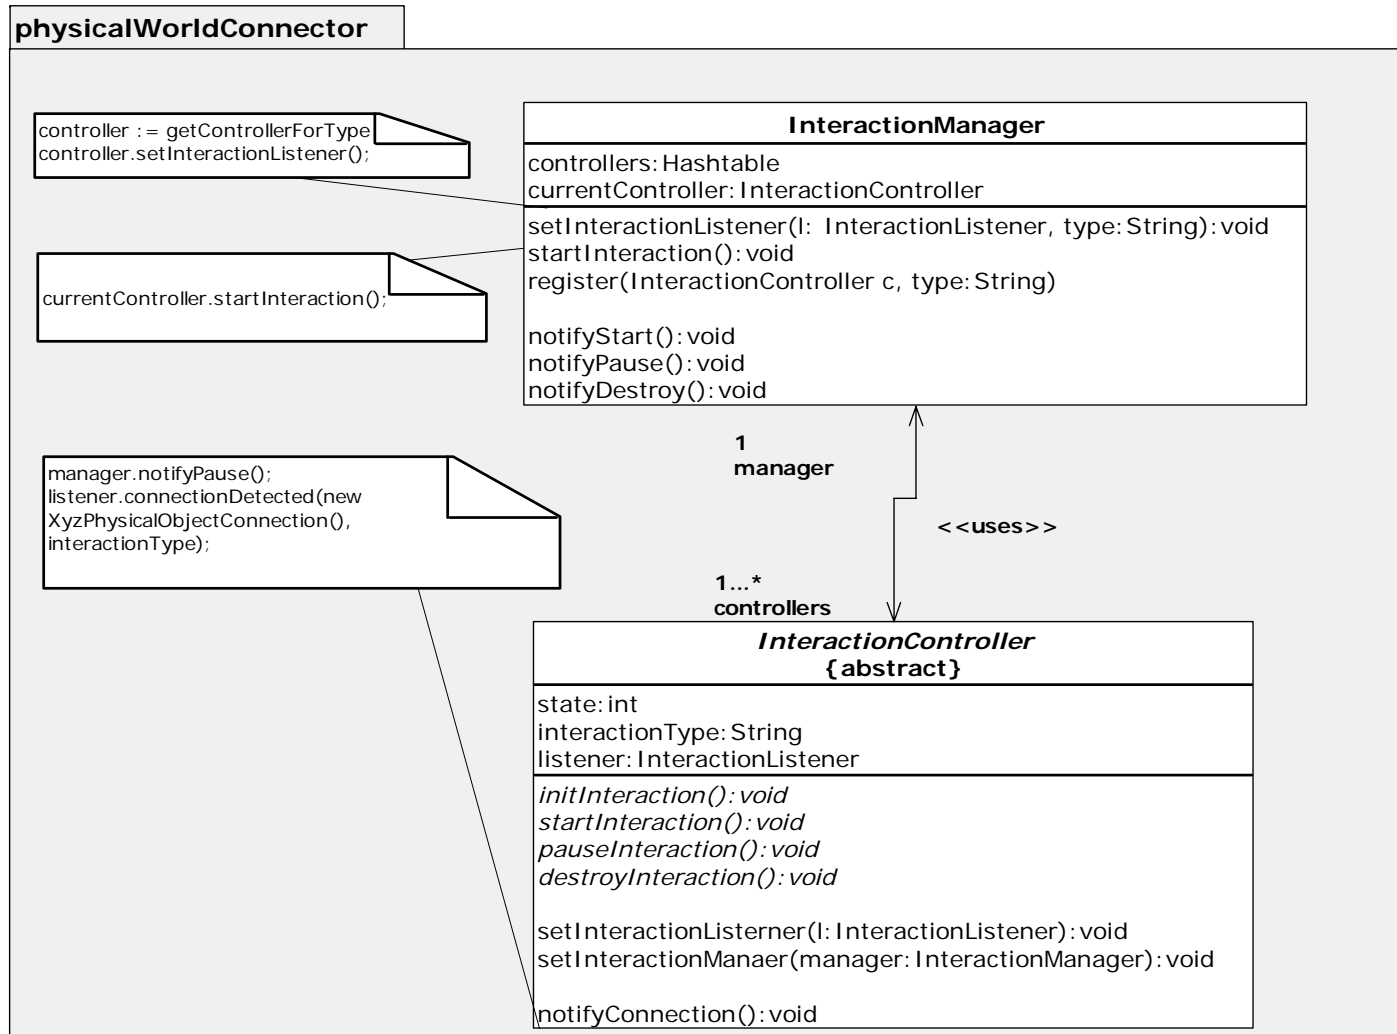 physicalWorldConnector
controller := getControllerForType
controller.setInteractionListener();
currentController.startInteraction();
manager.notifyPause();
listener.connectionDetected(new
XyzPhysicalObjectConnection(),
interactionType);
InteractionManager
controllers:Hashtable
currentController:InteractionController
setInteractionListener(l: InteractionListener, type:String):void
startInteraction():void
register(InteractionController c, type:String)
notifyStart():void
notifyPause():void
notifyDestroy():void
1
manager
<<uses>>
1...*
controllers
InteractionController
{abstract}
state:int
interactionType:String
listener:InteractionListener
initInteraction():void
startInteraction():void
pauseInteraction():void
destroyInteraction():void
setInteractionListerner(l:InteractionListener):void
setInteractionManaer(manager:InteractionManager):void
notifyConnection():void